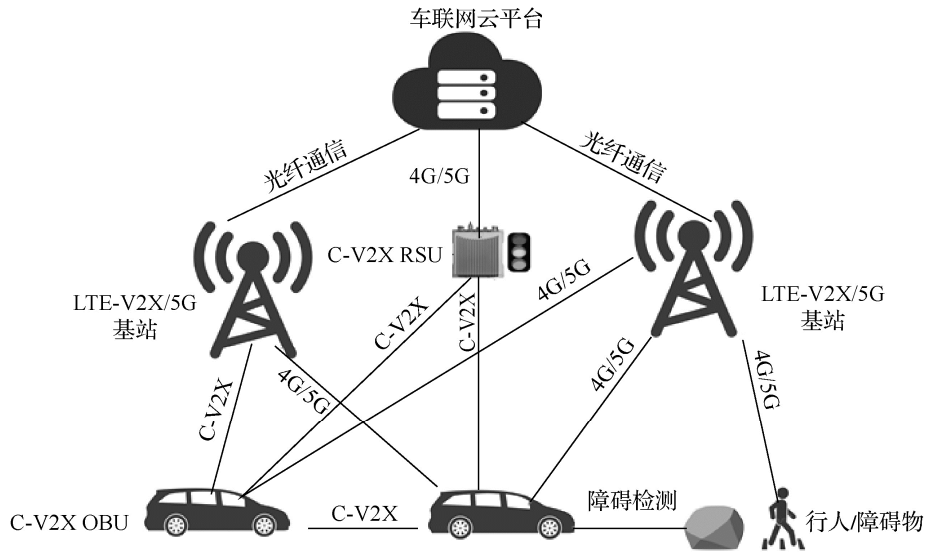 车联网云平台
光纤通信
光纤通信
4G/5G
C-V2X RSU
LTE-V2X/5G
基站
LTE-V2X/5G
基站
C-V2X
C-V2X
4G/5G
C-V2X
4G/5G
4G/5G
4G/5G
C-V2X OBU
C-V2X
障碍检测
行人/障碍物